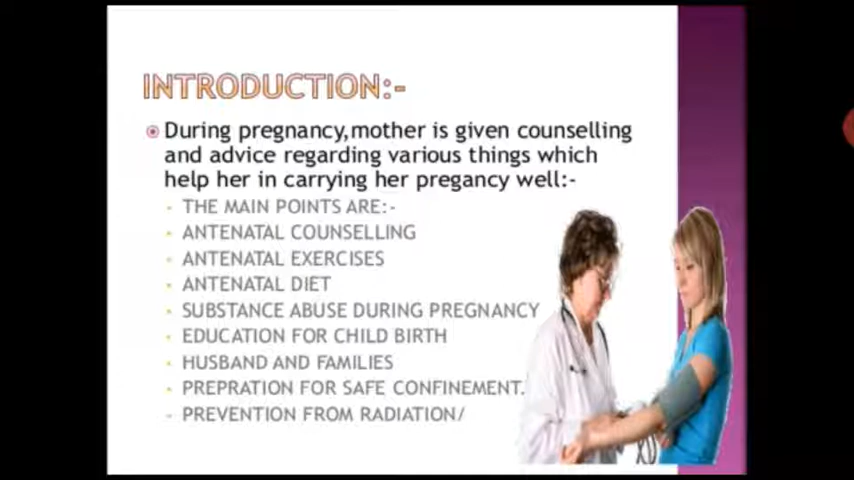 INTRODUCTION:-
During pregnancy,mother is given counselling
and advice regarding various things which
help her in carrying her pregancy well:-
- THE MAIN POINTS ARE:-
- ANTENATAL COUNSELLING
- ANTENATAL EXERCISES
- ANTENATAL DIET
- SUBSTANCE ABUSE DURING PREGNANCY
- EDUCATION FOR CHILD BIRTH
- HUSBAND AND FAMILIES
- PREPRATION FOR SAFE CONFINEMENT.
- PREVENTION FROM RADIATION/